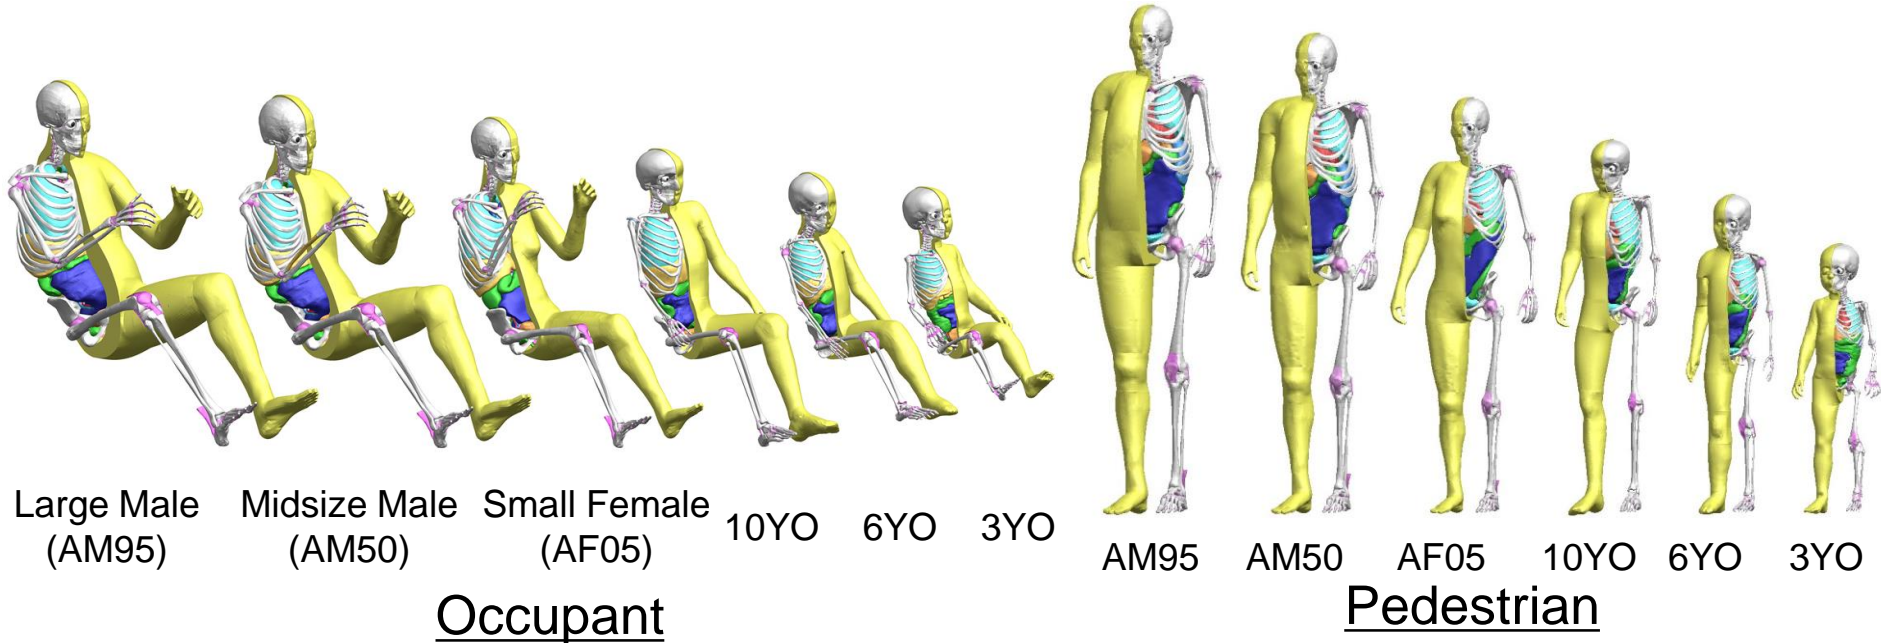 Large Male
(AM95)
Midsize Male
(AM50)
Small Female
(AF05)
10YO
6YO
3YO
Occupant
AM95
AM50
AF05
10YO
6YO
3YO
Pedestrian